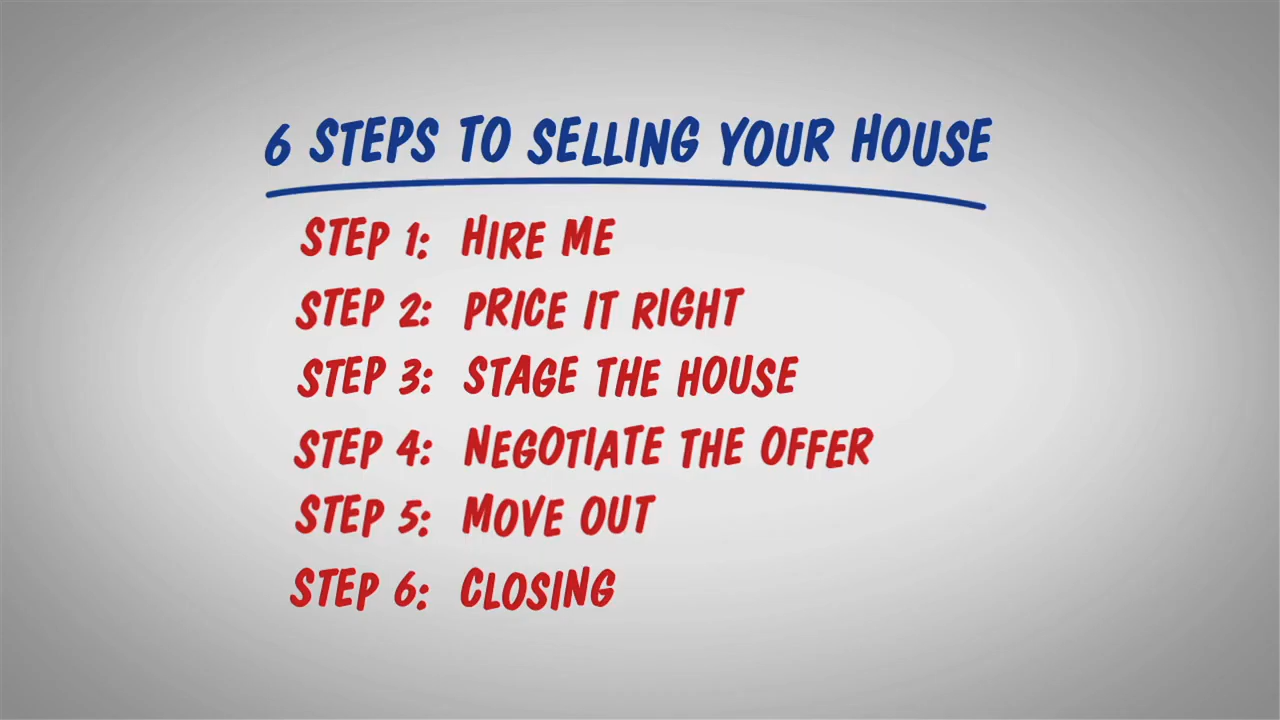 6 STEPS TO SELLING YOUR HOUSE
STEP 1: HIRE ME
STEP 2: PRICE IT RIGHT
STEP 3: STAGE THE HOUSE
STEP 4: NEGOTIATE THE OFFER
STEP 5: MOVE OUT
STEP 6: CLOSING